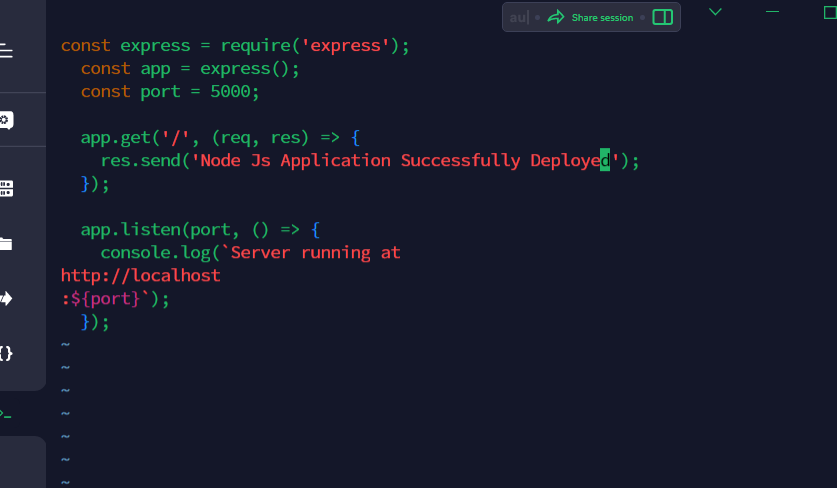 au| Share session
const express = require('express');
  const app = express();
  const port = 5000;

  app.get('/', (req, res) => {
    res.send('Node Js Application Successfully Deployed');
  });

  app.listen(port, () => {
    console.log(`Server running at
http://localhost
:${port}`);
  });
~
~
~
~
~
~
~